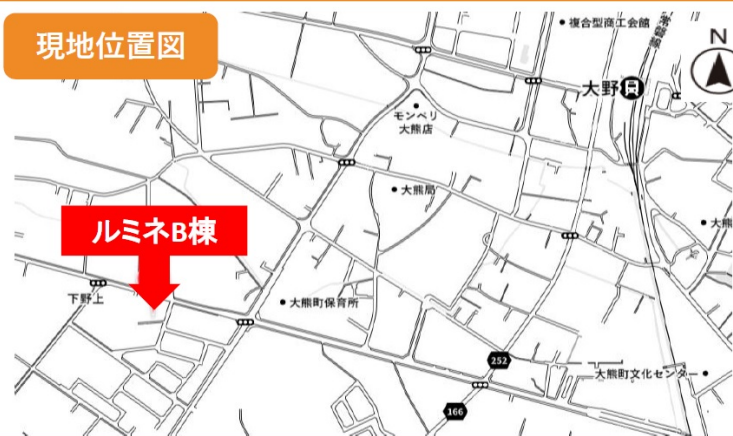 現地位置図
複合型商工会館
常磐線
N
大野
モンペリ
大熊店
大熊局
大熊
ルミネB棟
下野上
大熊町保育所
252
大熊町文化センター
166